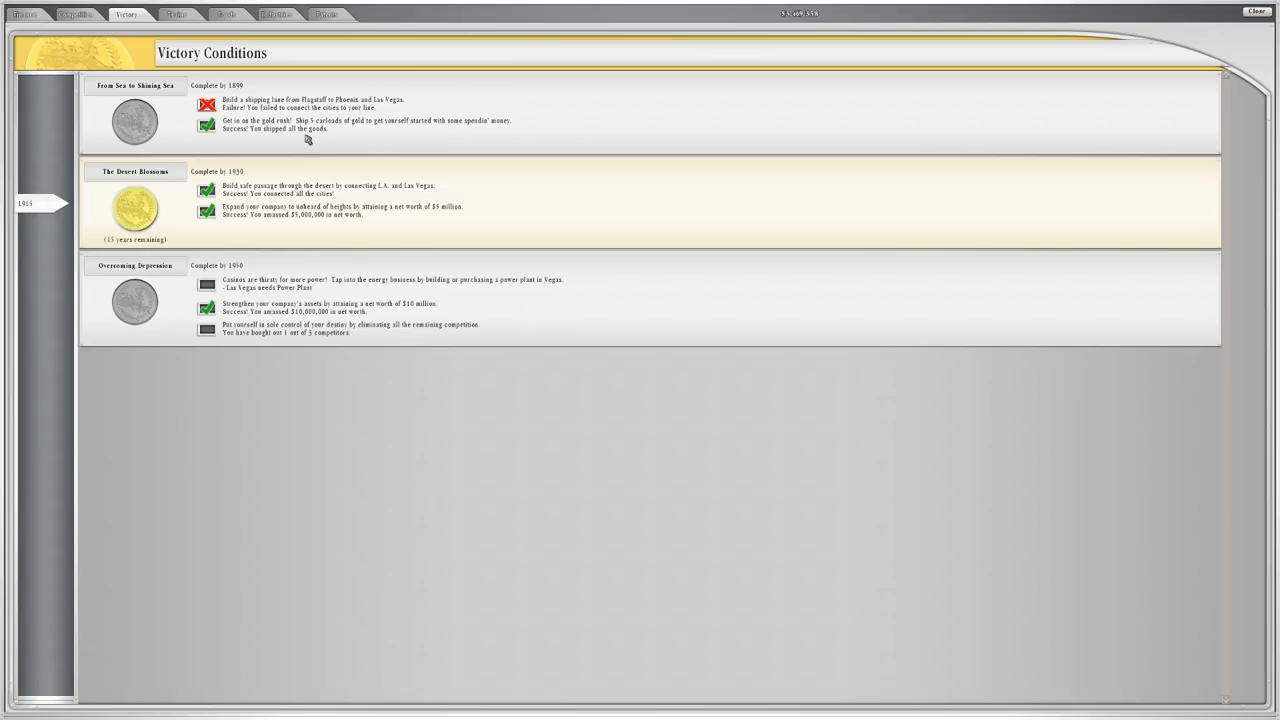 Finance Competition Victory Trains Goods Industries Patents
Close
Victory Conditions
From Sea to Shining Sea
Complete by 1899
Build a shipping lane from Flagstaff to Phoenix and Las Vegas.
Failure! You failed to connect the cities to your line.
Get in on the gold rush! Ship 5 carloads of gold to get yourself started with some spendin' money.
Success! You shipped all the goods.
The Desert Blossoms
Complete by 1930
Build safe passage through the desert by connecting L.A. and Las Vegas.
Success! You connected all the cities!
1915
Expand your company to unheard of heights by attaining a net worth of $5 million.
Success! You amassed $5,000,000 in net worth.
(15 years remaining)
Overcoming Depression
Complete by 1950
Casinos are thirsty for more power! Tap into the energy business by building or purchasing a power plant in Vegas.
- Las Vegas needs Power Plant
Strengthen your company's assets by attaining a net worth of $10 million.
Success! You amassed $10,000,000 in net worth.
Put yourself in sole control of your destiny by eliminating all the remaining competition.
You have bought out 1 out of 3 competitors.